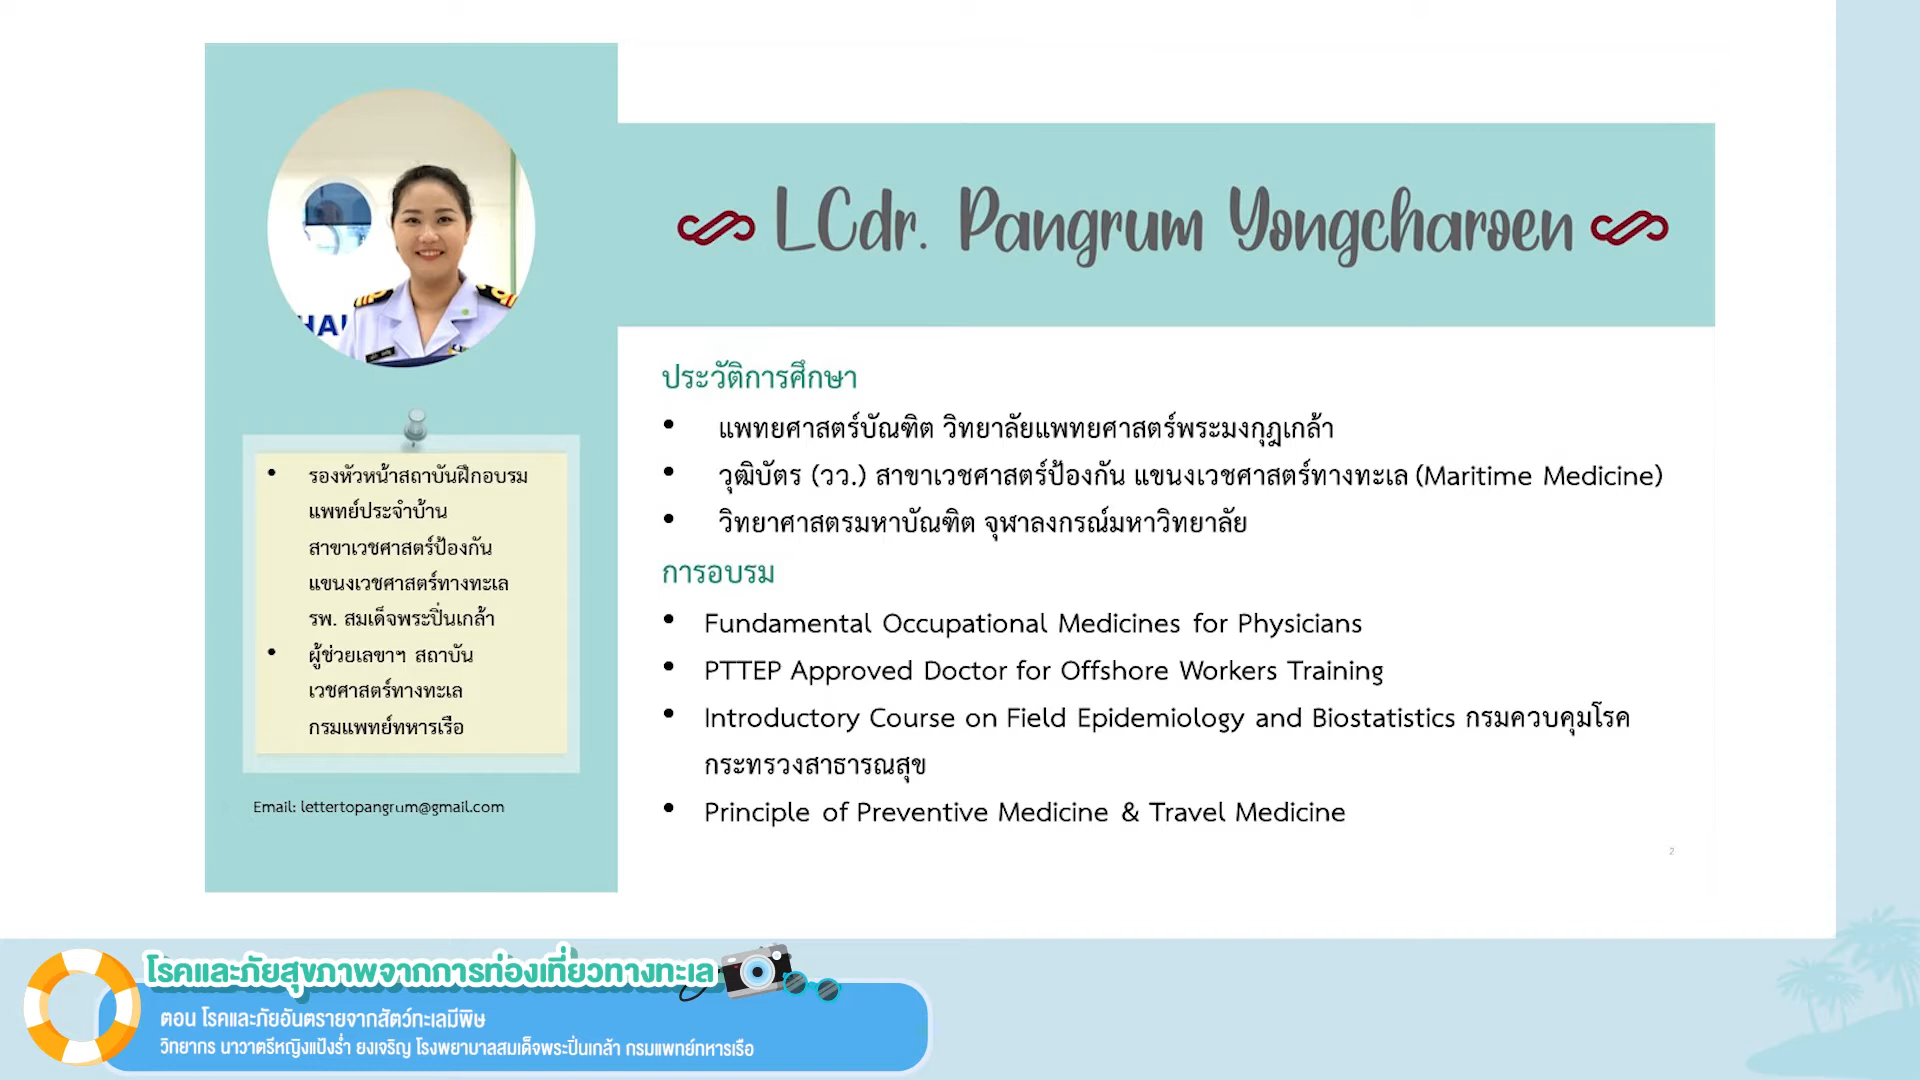 LCdr. Pangrum Yongcharoen
HAI
รองหัวหน้าสถาบันฝึกอบรม
แพทย์ประจำบ้าน
สาขาเวชศาสตร์ป้องกัน
แขนงเวชศาสตร์ทางทะเล
รพ. สมเด็จพระปิ่นเกล้า
ผู้ช่วยเลขาฯ สถาบัน
เวชศาสตร์ทางทะเล
กรมแพทย์ทหารเรือ
Email: lettertopangrum@gmail.com
ประวัติการศึกษา
แพทยศาสตร์บัณฑิต วิทยาลัยแพทยศาสตร์พระมงกุฎเกล้า
วุฒิบัตร (วว.) สาขาเวชศาสตร์ป้องกัน แขนงเวชศาสตร์ทางทะเล (Maritime Medicine)
วิทยาศาสตรมหาบัณฑิต จุฬาลงกรณ์มหาวิทยาลัย
การอบรม
Fundamental Occupational Medicines for Physicians
PTTEP Approved Doctor for Offshore Workers Training
Introductory Course on Field Epidemiology and Biostatistics กรมควบคุมโรค
กระทรวงสาธารณสุข
Principle of Preventive Medicine & Travel Medicine
2
โรคและภัยสุขภาพจากการท่องเที่ยวทางทะเล
ตอน โรคและภัยอันตรายจากสัตว์ทะเลมีพิษ
วิทยากร นาวาตรีหญิงแป้งร่ำ ยงเจริญ โรงพยาบาลสมเด็จพระปิ่นเกล้า กรมแพทย์ทหารเรือ